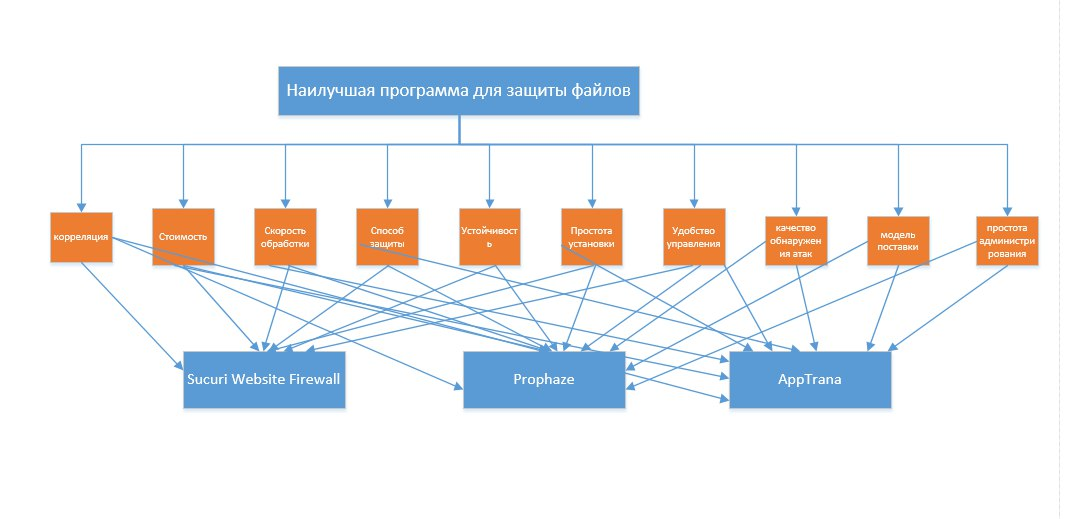 Наилучшая программа для защиты файлов
корреляция
Стоимость
Скорость
обработки
Способ
защиты
Устойчивост
ь
Простота
установки
Удобство
управления
качество
обнаружен
ия атак
модель
поставки
простота
администри
рования
Sucuri Website Firewall
Prophaze
AppTrana